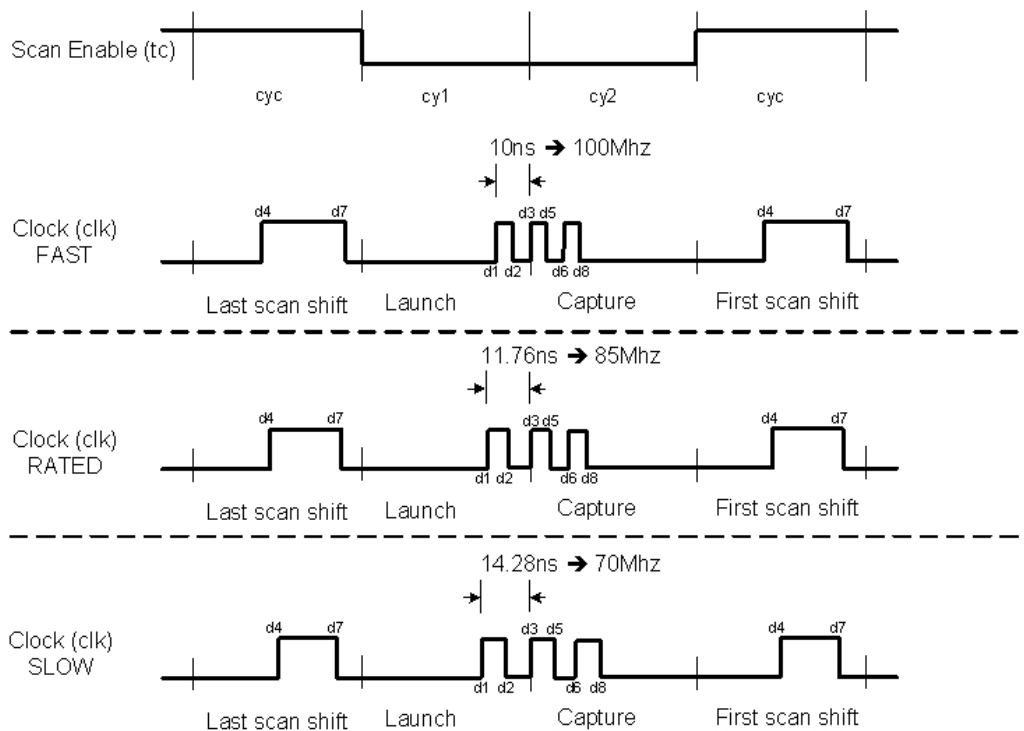 Scan Enable (tc)
cyc cy1 cy2 cyc
10ns ➔ 100Mhz
Clock (clk)
FAST
d4 d7 d3 d5 d4 d7
d1 d2 d6 d8
Last scan shift Launch Capture First scan shift
11.76ns ➔ 85Mhz
Clock (clk)
RATED
d4 d7 d3 d5 d4 d7
d1 d2 d6 d8
Last scan shift Launch Capture First scan shift
14.28ns ➔ 70Mhz
Clock (clk)
SLOW
d4 d7 d3 d5 d4 d7
d1 d2 d6 d8
Last scan shift Launch Capture First scan shift